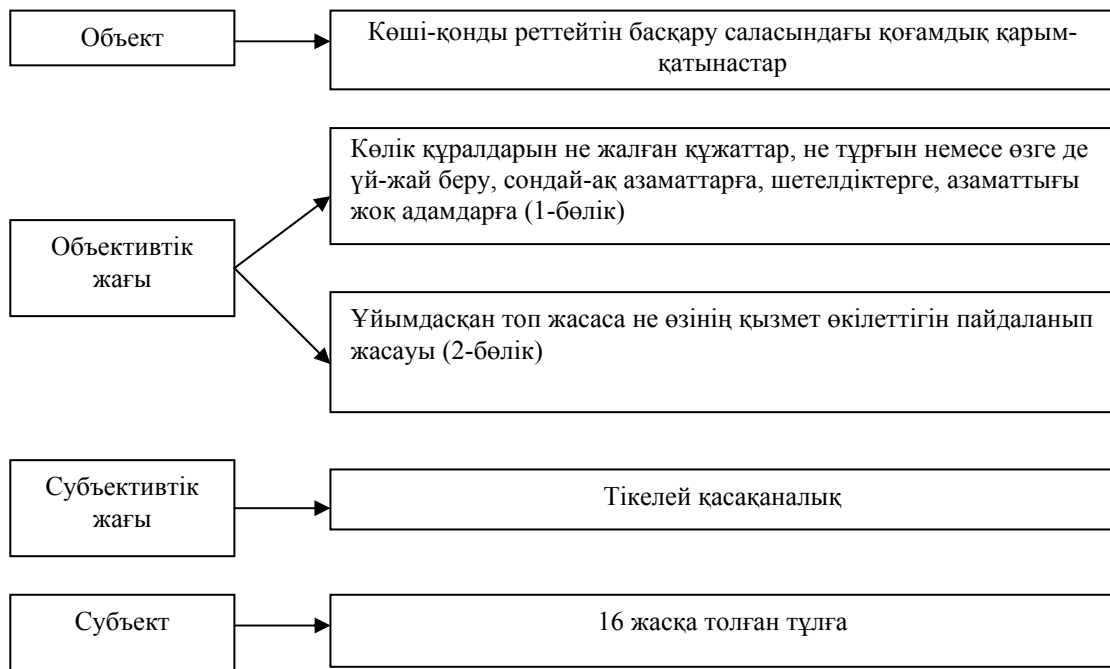 Объект
Көші-қонды реттейтін басқару саласындағы қоғамдық қарым-
қатынастар
Объективтік
жағы
Көлік құралдарын не жалған құжаттар, не тұрғын немесе өзге де
үй-жай беру, сондай-ақ азаматтарға, шетелдіктерге, азаматтығы
жоқ адамдарға (1-бөлік)
Ұйымдасқан топ жасаса не өзінің қызмет өкілеттігін пайдаланып
жасауы (2-бөлік)
Субъективтік
жағы
Тікелей қасақаналық
Субъект
16 жасқа толған тұлға